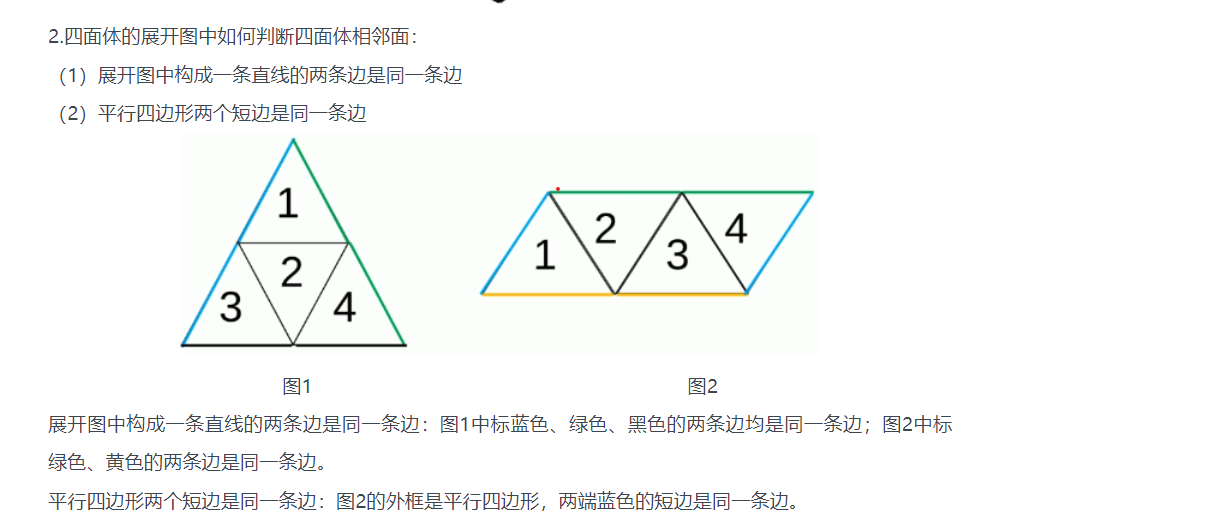 2.四面体的展开图中如何判断四面体相邻面：
（1）展开图中构成一条直线的两条边是同一条边
（2）平行四边形两个短边是同一条边
1
2
3
4
1
2
3
4
图1
图2
展开图中构成一条直线的两条边是同一条边：图1中标蓝色、绿色、黑色的两条边均是同一条边；图2中标
绿色、黄色的两条边是同一条边。
平行四边形两个短边是同一条边：图2的外框是平行四边形，两端蓝色的短边是同一条边。